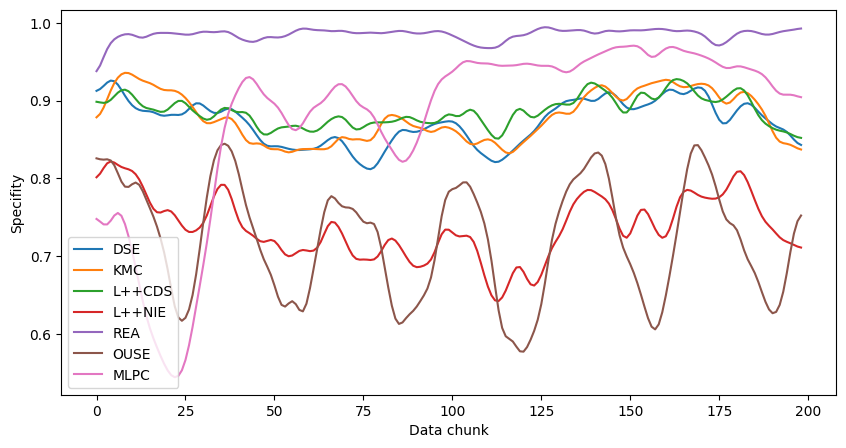 1.0
0.9
0.8
0.7
0.6
Specifity
DSE
KMC
L++CDS
L++NIE
REA
OUSE
MLPC
0 25 50 75 100 125 150 175 200
Data chunk